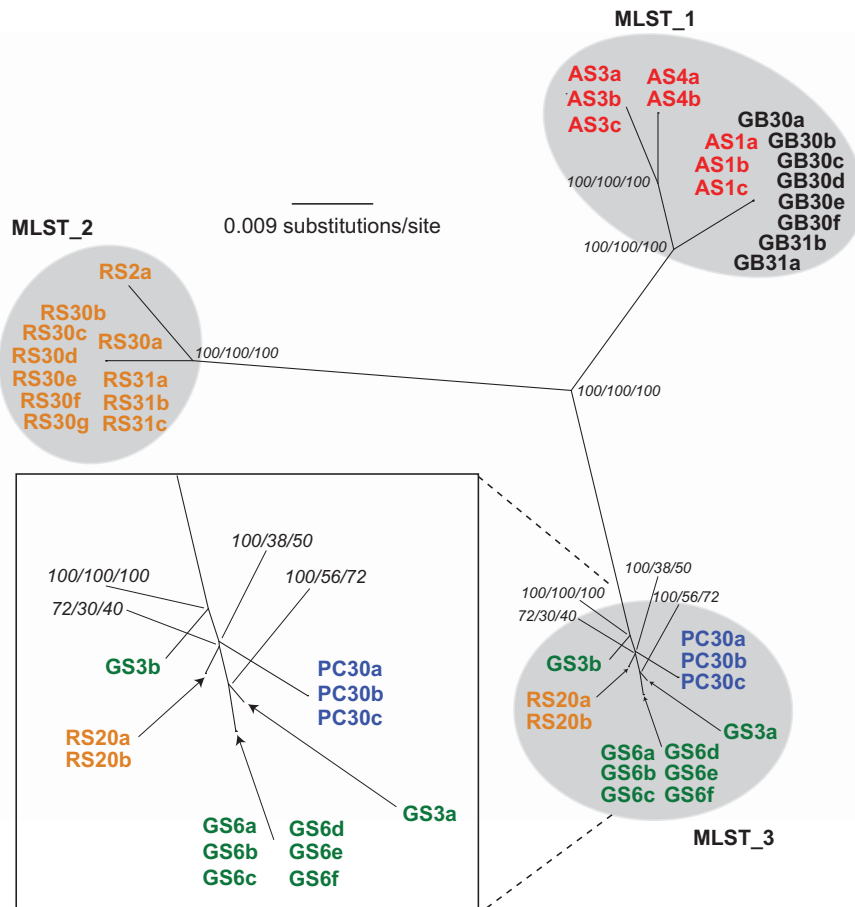 MLST_1
AS3a AS4a
AS3b AS4b
AS3c
GB30a
AS1a GB30b
AS1b GB30c
AS1c GB30d
GB30e
GB30f
GB31b
GB31a
100/100/100
100/100/100
0.009 substitutions/site
MLST_2
RS2a
RS30b
RS30c RS30a
RS30d
RS30e RS31a
RS30f RS31b
RS30g RS31c
100/100/100
100/100/100
100/38/50
100/100/100
100/56/72
72/30/40
GS3b
PC30a
PC30b
PC30c
RS20a
RS20b
GS3a
GS6a GS6d
GS6b GS6e
GS6c GS6f
100/38/50
100/100/100
100/56/72
72/30/40
GS3b
PC30a
PC30b
PC30c
RS20a
RS20b
GS3a
GS6a GS6d
GS6b GS6e
GS6c GS6f
MLST_3